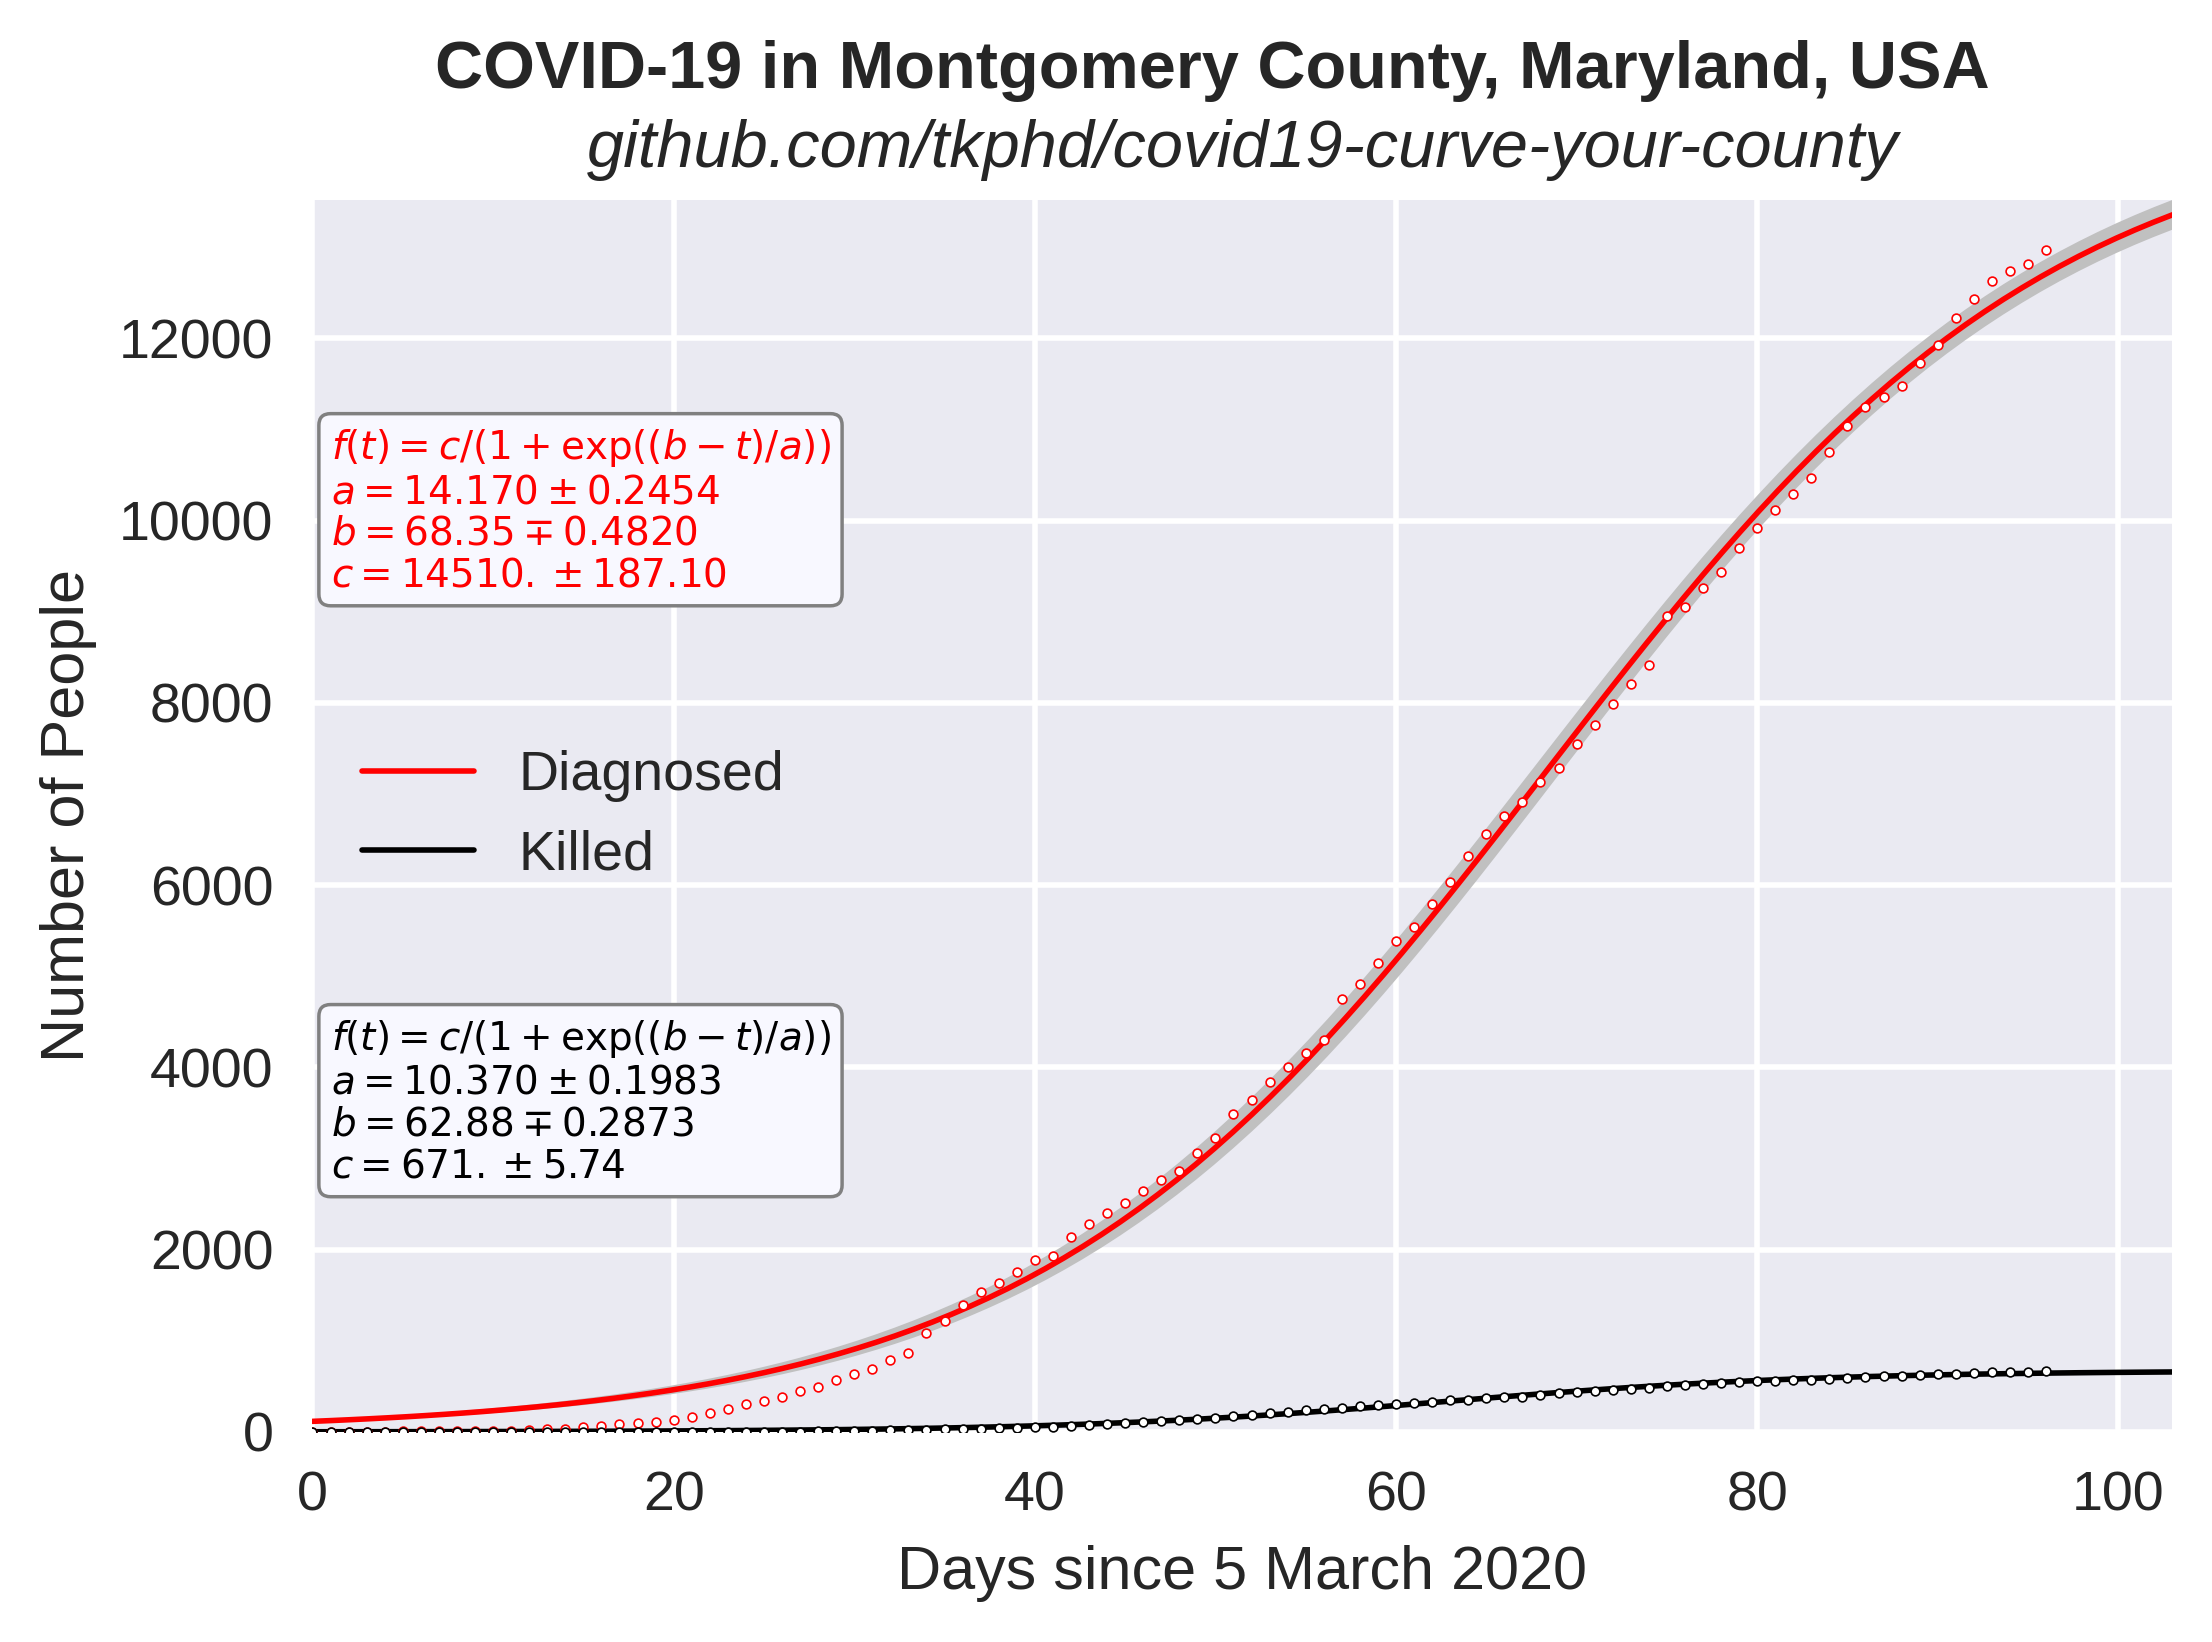 COVID-19 in Montgomery County, Maryland, USA
github.com/tkphd/covid19-curve-your-county
Number of People
12000
10000
8000
6000
4000
2000
0
f(t) = c/(1 + exp((b − t)/a))
a = 14.170 ± 0.2454
b = 68.35 ∓ 0.4820
c = 14510. ± 187.10
Diagnosed
Killed
f(t) = c/(1 + exp((b − t)/a))
a = 10.370 ± 0.1983
b = 62.88 ∓ 0.2873
c = 671. ± 5.74
0 20 40 60 80 100
Days since 5 March 2020